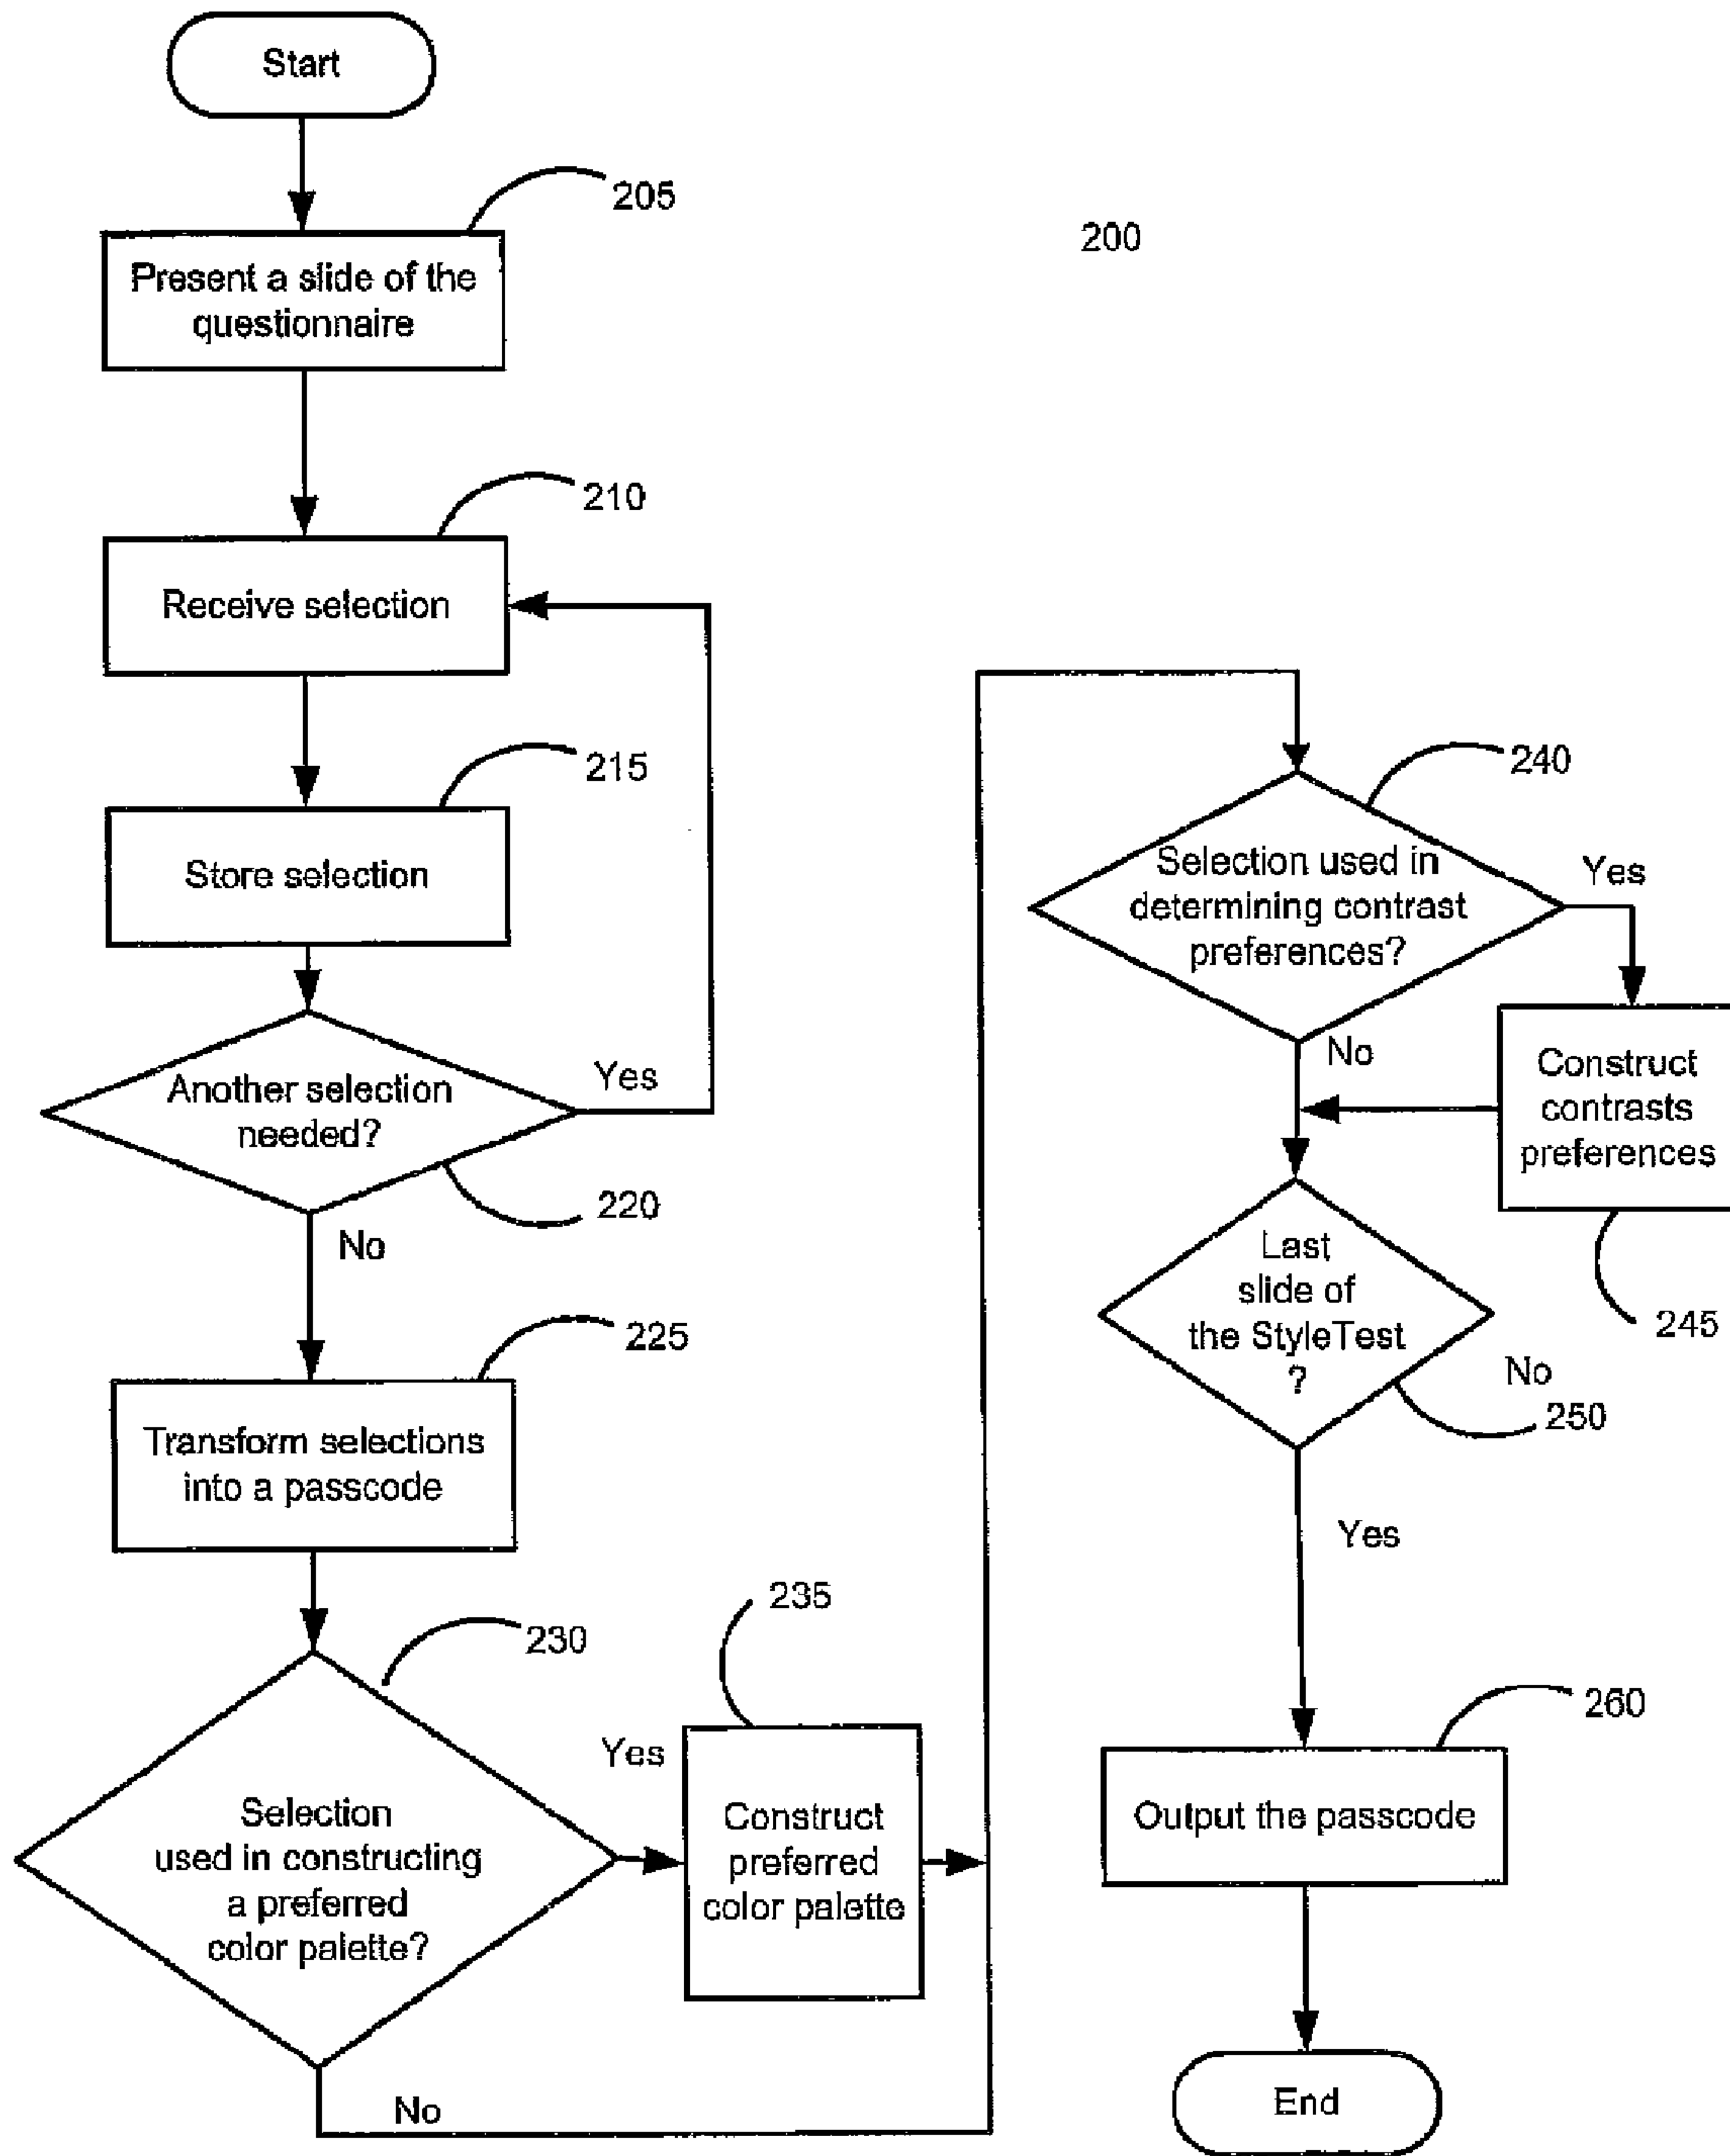 Start
205
200
Present a slide of the
questionnaire
210
Receive selection
215
Store selection
Another selection
needed?
Yes
220
No
225
Transform selections
into a passcode
230
235
Selection
used in constructing
a preferred
color palette?
Yes
Construct
preferred
color palette
No
240
Selection used in
determining contrast
preferences?
Yes
No
Construct
contrasts
preferences
245
Last
slide of
the StyleTest
?
No
250
Yes
260
Output the passcode
End